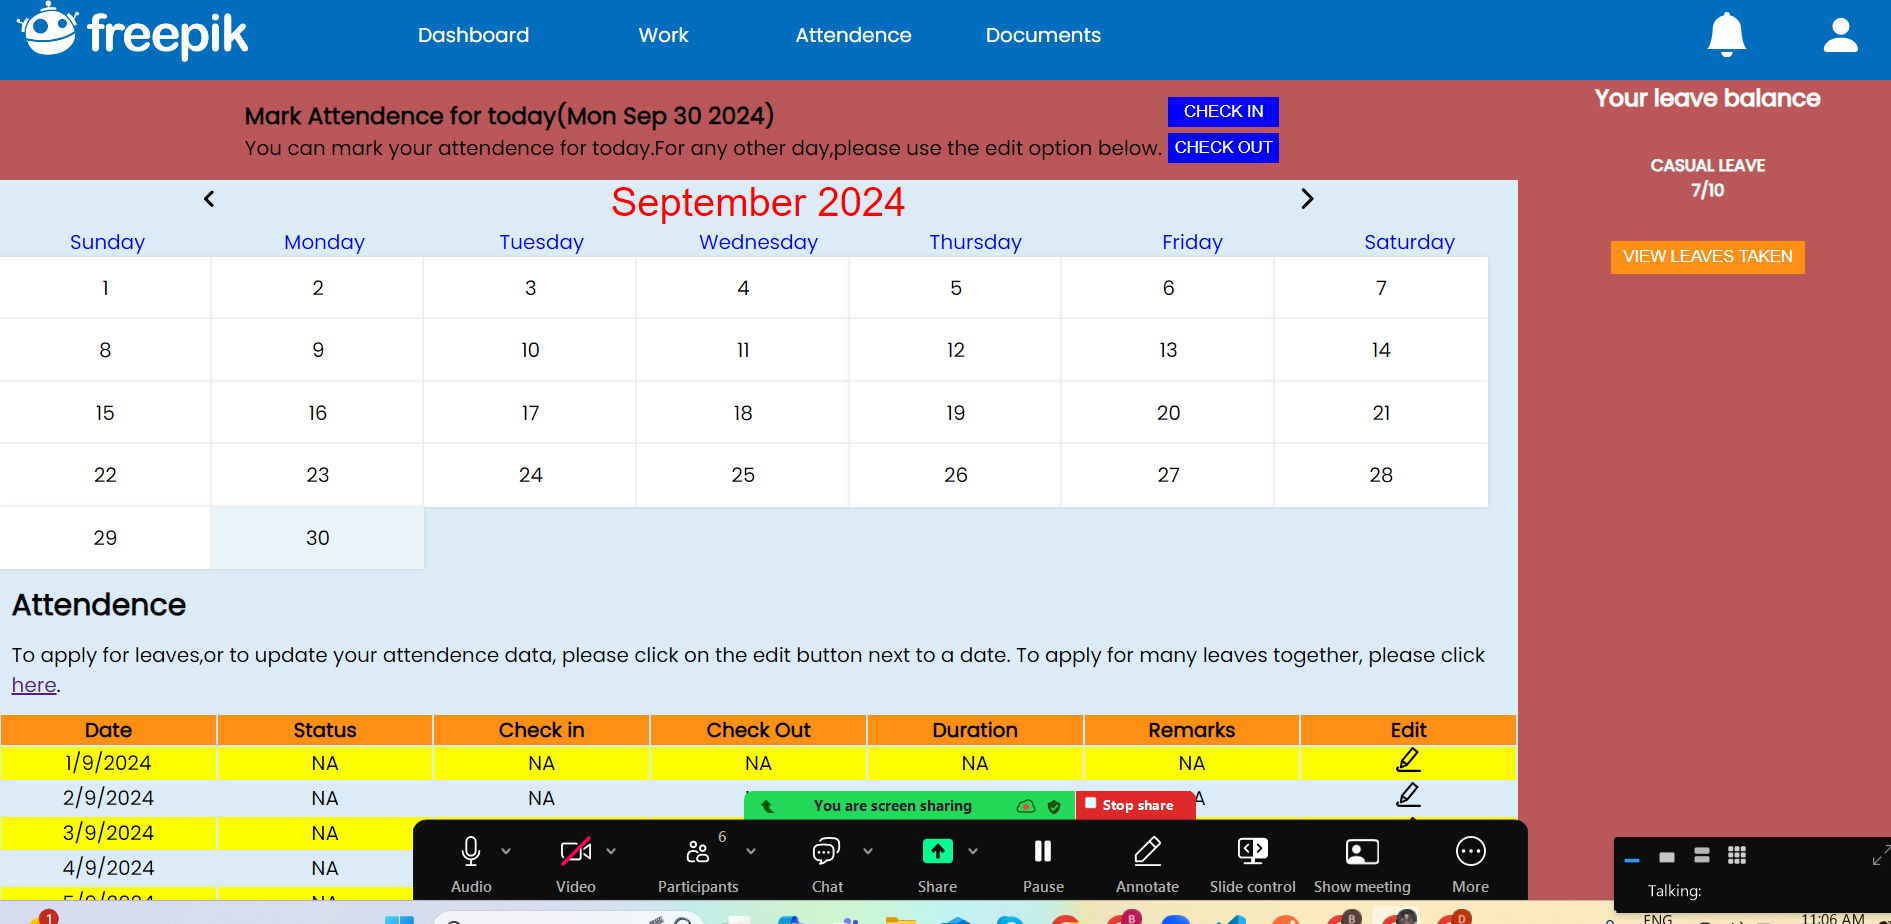 freepik
Dashboard Work Attendence Documents
Mark Attendence for today(Mon Sep 30 2024)
You can mark your attendence for today.For any other day,please use the edit option below.
CHECK IN
CHECK OUT
Your leave balance
CASUAL LEAVE
7/10
VIEW LEAVES TAKEN
September 2024
Sunday Monday Tuesday Wednesday Thursday Friday Saturday
1 2 3 4 5 6 7
8 9 10 11 12 13 14
15 16 17 18 19 20 21
22 23 24 25 26 27 28
29 30
Attendence
To apply for leaves,or to update your attendence data, please click on the edit button next to a date. To apply for many leaves together, please click
here.
Date Status Check in Check Out Duration Remarks Edit
1/9/2024 NA NA NA NA NA
2/9/2024 NA NA A
You are screen sharing Stop share
3/9/2024 NA
4/9/2024 NA
5/9/2024 NA
6
Audio Video Participants Chat Share Pause Annotate Slide control Show meeting More
Talking:
1
B
B
D
ENG
11:06 AM